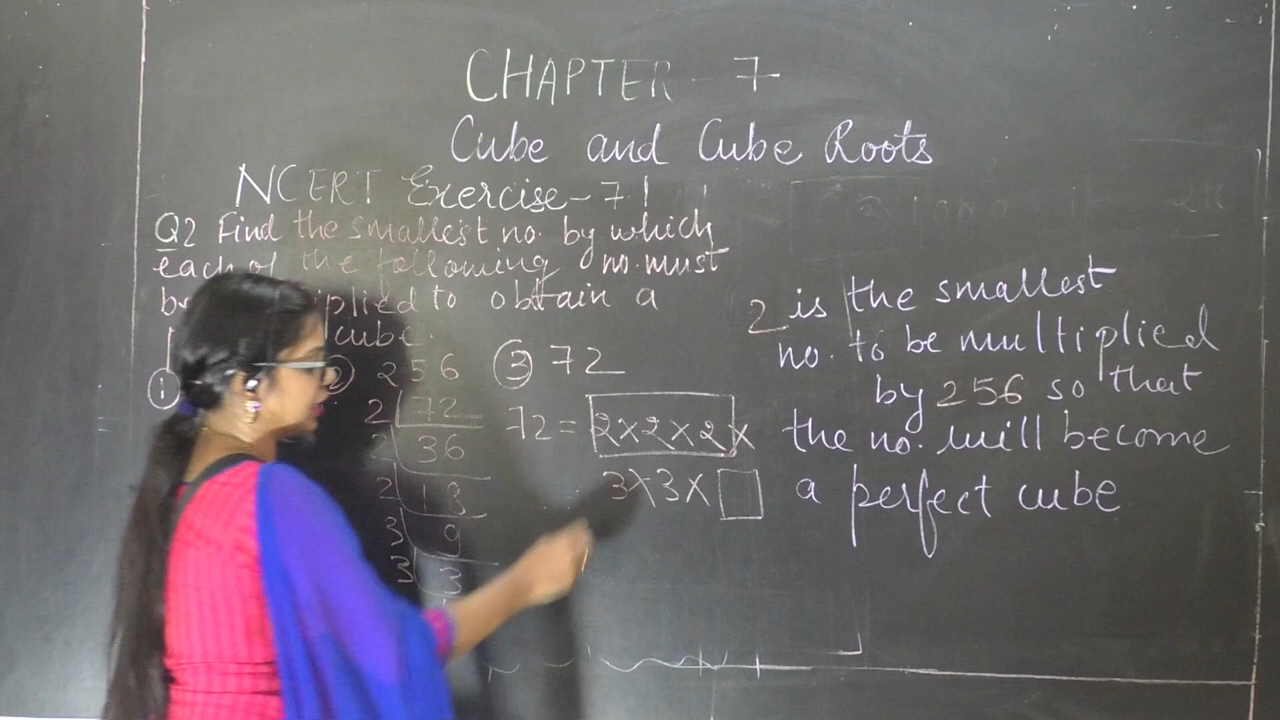 CHAPTER - 7
Cube and Cube Roots
NCERT Exercise-7.1
Q2 Find the smallest no. by which
each of the following no. must
iplied to obtain a
cube.
① ② 256 ③ 72
2 72
2 36
2 18
3 9
3 3
72 = 2×2×2×
3×3×
2 is the smallest
no. to be multiplied
by 256 so that
the no. will become
a perfect cube